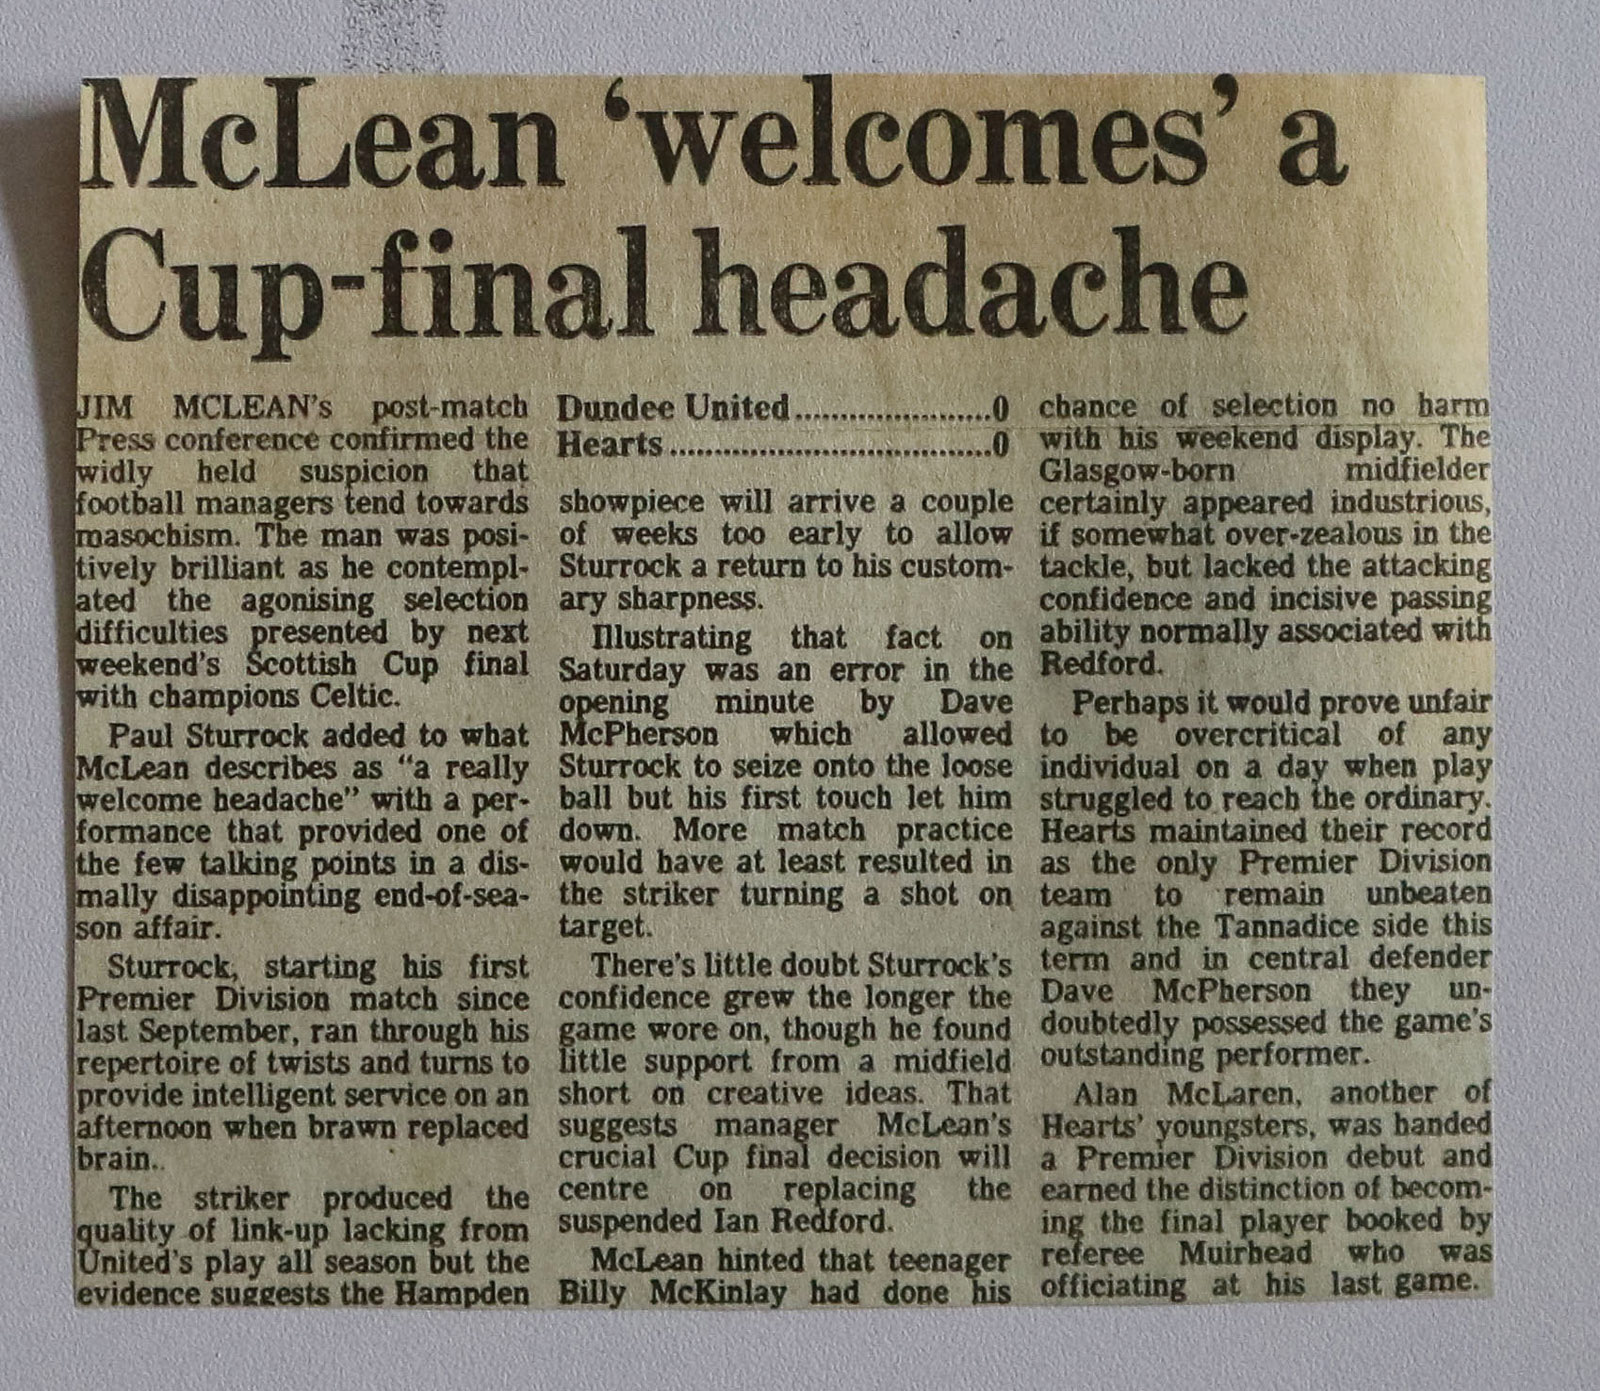 McLean ‘welcomes’ a
Cup-final headache
JIM MCLEAN's post-match
Press conference confirmed the
widly held suspicion that
football managers tend towards
masochism. The man was posi-
tively brilliant as he contempl-
ated the agonising selection
difficulties presented by next
weekend's Scottish Cup final
with champions Celtic.
Paul Sturrock added to what
McLean describes as “a really
welcome headache” with a per-
formance that provided one of
the few talking points in a dis-
mally disappointing end-of-sea-
son affair.
Sturrock, starting his first
Premier Division match since
last September, ran through his
repertoire of twists and turns to
provide intelligent service on an
afternoon when brawn replaced
brain..
The striker produced the
quality of link-up lacking from
United's play all season but the
evidence suggests the Hampden
Dundee United......................0
Hearts....................................0
showpiece will arrive a couple
of weeks too early to allow
Sturrock a return to his custom-
ary sharpness.
Illustrating that fact on
Saturday was an error in the
opening minute by Dave
McPherson which allowed
Sturrock to seize onto the loose
ball but his first touch let him
down. More match practice
would have at least resulted in
the striker turning a shot on
target.
There's little doubt Sturrock's
confidence grew the longer the
game wore on, though he found
little support from a midfield
short on creative ideas. That
suggests manager McLean's
crucial Cup final decision will
centre on replacing the
suspended Ian Redford.
McLean hinted that teenager
Billy McKinlay had done his
chance of selection no harm
with his weekend display. The
Glasgow-born midfielder
certainly appeared industrious,
if somewhat over-zealous in the
tackle, but lacked the attacking
confidence and incisive passing
ability normally associated with
Redford.
Perhaps it would prove unfair
to be overcritical of any
individual on a day when play
struggled to reach the ordinary.
Hearts maintained their record
as the only Premier Division
team to remain unbeaten
against the Tannadice side this
term and in central defender
Dave McPherson they un-
doubtedly possessed the game's
outstanding performer.
Alan McLaren, another of
Hearts' youngsters, was handed
a Premier Division debut and
earned the distinction of becom-
ing the final player booked by
referee Muirhead who was
officiating at his last game.